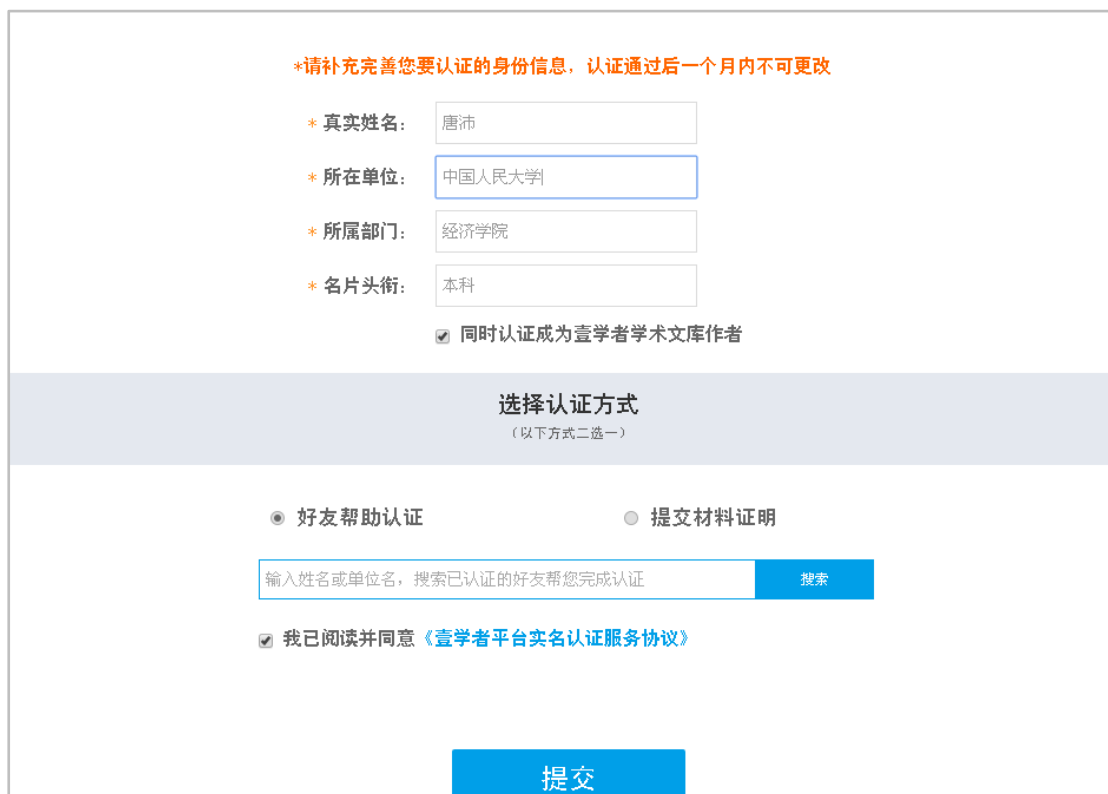 *请补充完善您要认证的身份信息，认证通过后一个月内不可更改
* 真实姓名： 唐沛
* 所在单位： 中国人民大学
* 所属部门： 经济学院
* 名片头衔： 本科
同时认证成为壹学者学术文库作者
选择认证方式
（以下方式二选一）
好友帮助认证 提交材料证明
输入姓名或单位名，搜索已认证的好友帮您完成认证 搜索
我已阅读并同意《壹学者平台实名认证服务协议》
提交